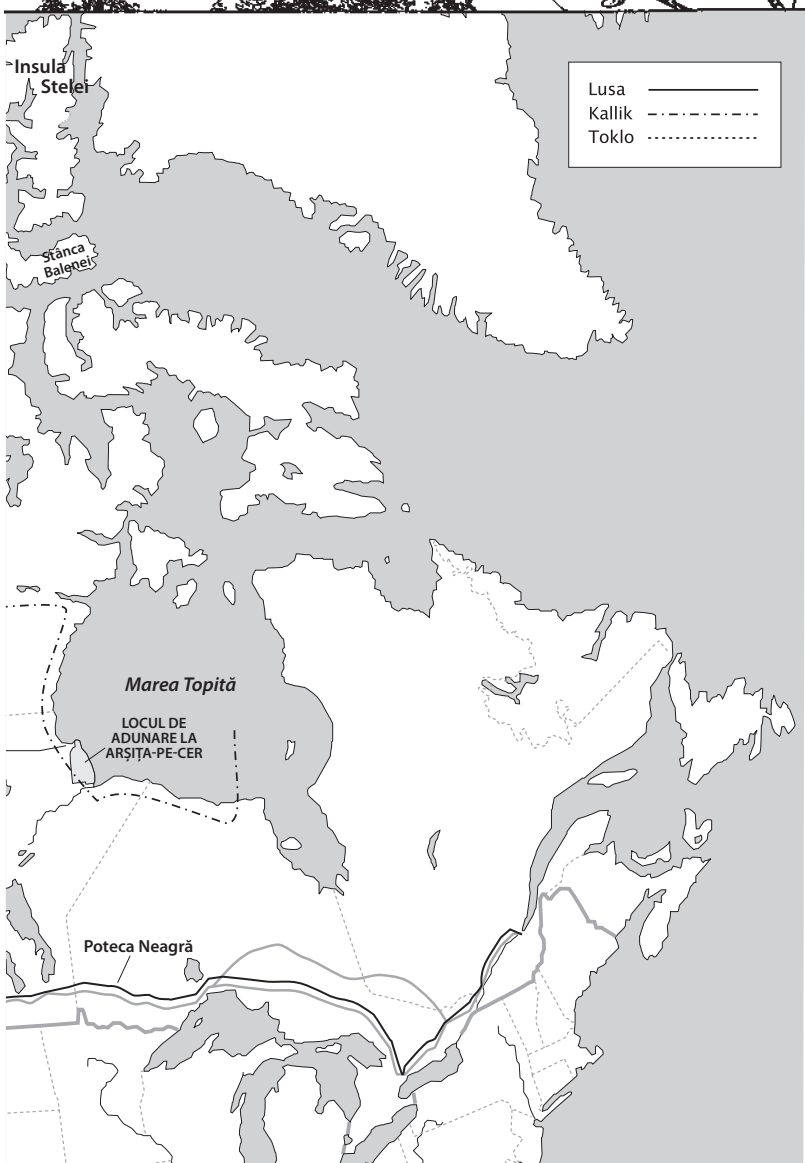 Insula
Stelei
Lusa
Kallik
Toklo
Stânca
Balenei
Marea Topită
LOCUL DE
ADUNARE LA
ARȘIȚA-PE-CER
Poteca Neagră